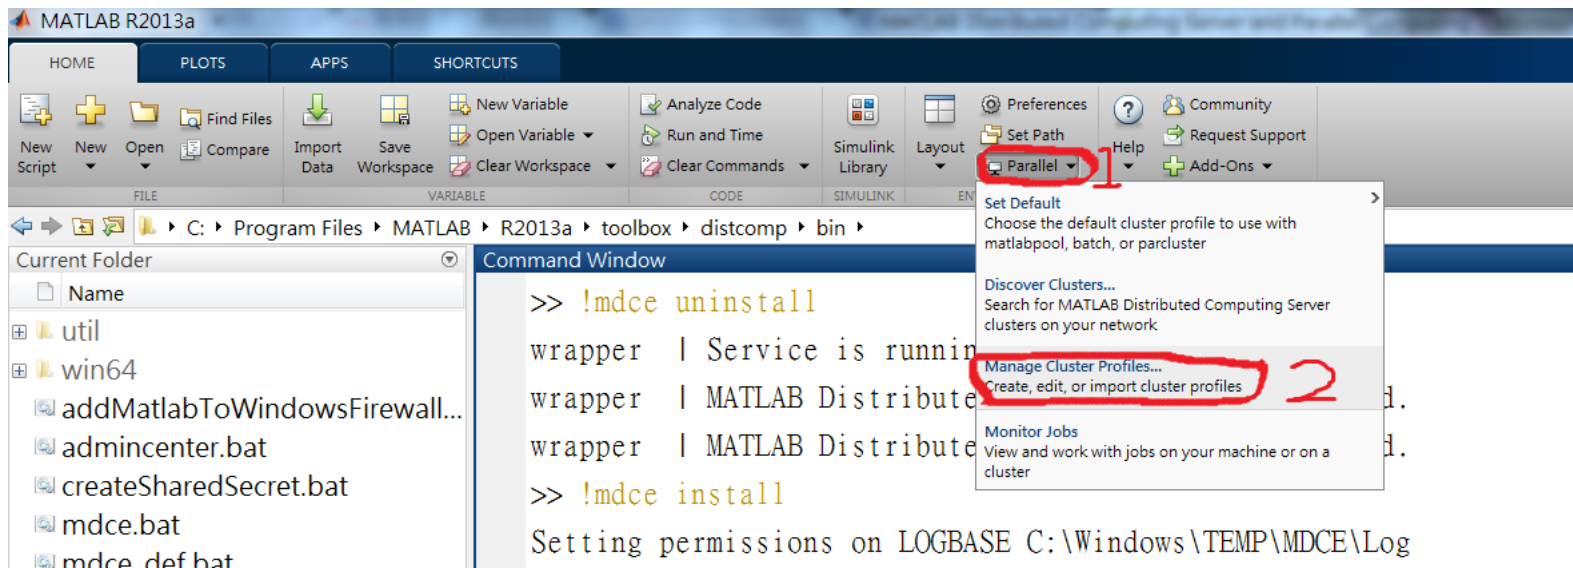 MATLAB R2013a
HOME PLOTS APPS SHORTCUTS
New Script
New
Open
Find Files
Compare
Import Data
Save Workspace
New Variable
Open Variable
Clear Workspace
Analyze Code
Run and Time
Clear Commands
Simulink Library
Layout
Preferences
Set Path
Parallel
1
Help
Community
Request Support
Add-Ons
FILE VARIABLE CODE SIMULINK EN
C: Program Files MATLAB R2013a toolbox distcomp bin
Set Default
Choose the default cluster profile to use with
matlabpool, batch, or parcluster
Discover Clusters...
Search for MATLAB Distributed Computing Server
clusters on your network
Manage Cluster Profiles...
Create, edit, or import cluster profiles
2
Monitor Jobs
View and work with jobs on your machine or on a
cluster
Current Folder
Name
util
win64
addMatlabToWindowsFirewall...
admincenter.bat
createSharedSecret.bat
mdce.bat
mdce_def.bat
Command Window
>> !mdce uninstall
wrapper | Service is runnin
wrapper | MATLAB Distribute d.
wrapper | MATLAB Distribute d.
>> !mdce install
Setting permissions on LOGBASE C:\Windows\TEMP\MDCE\Log